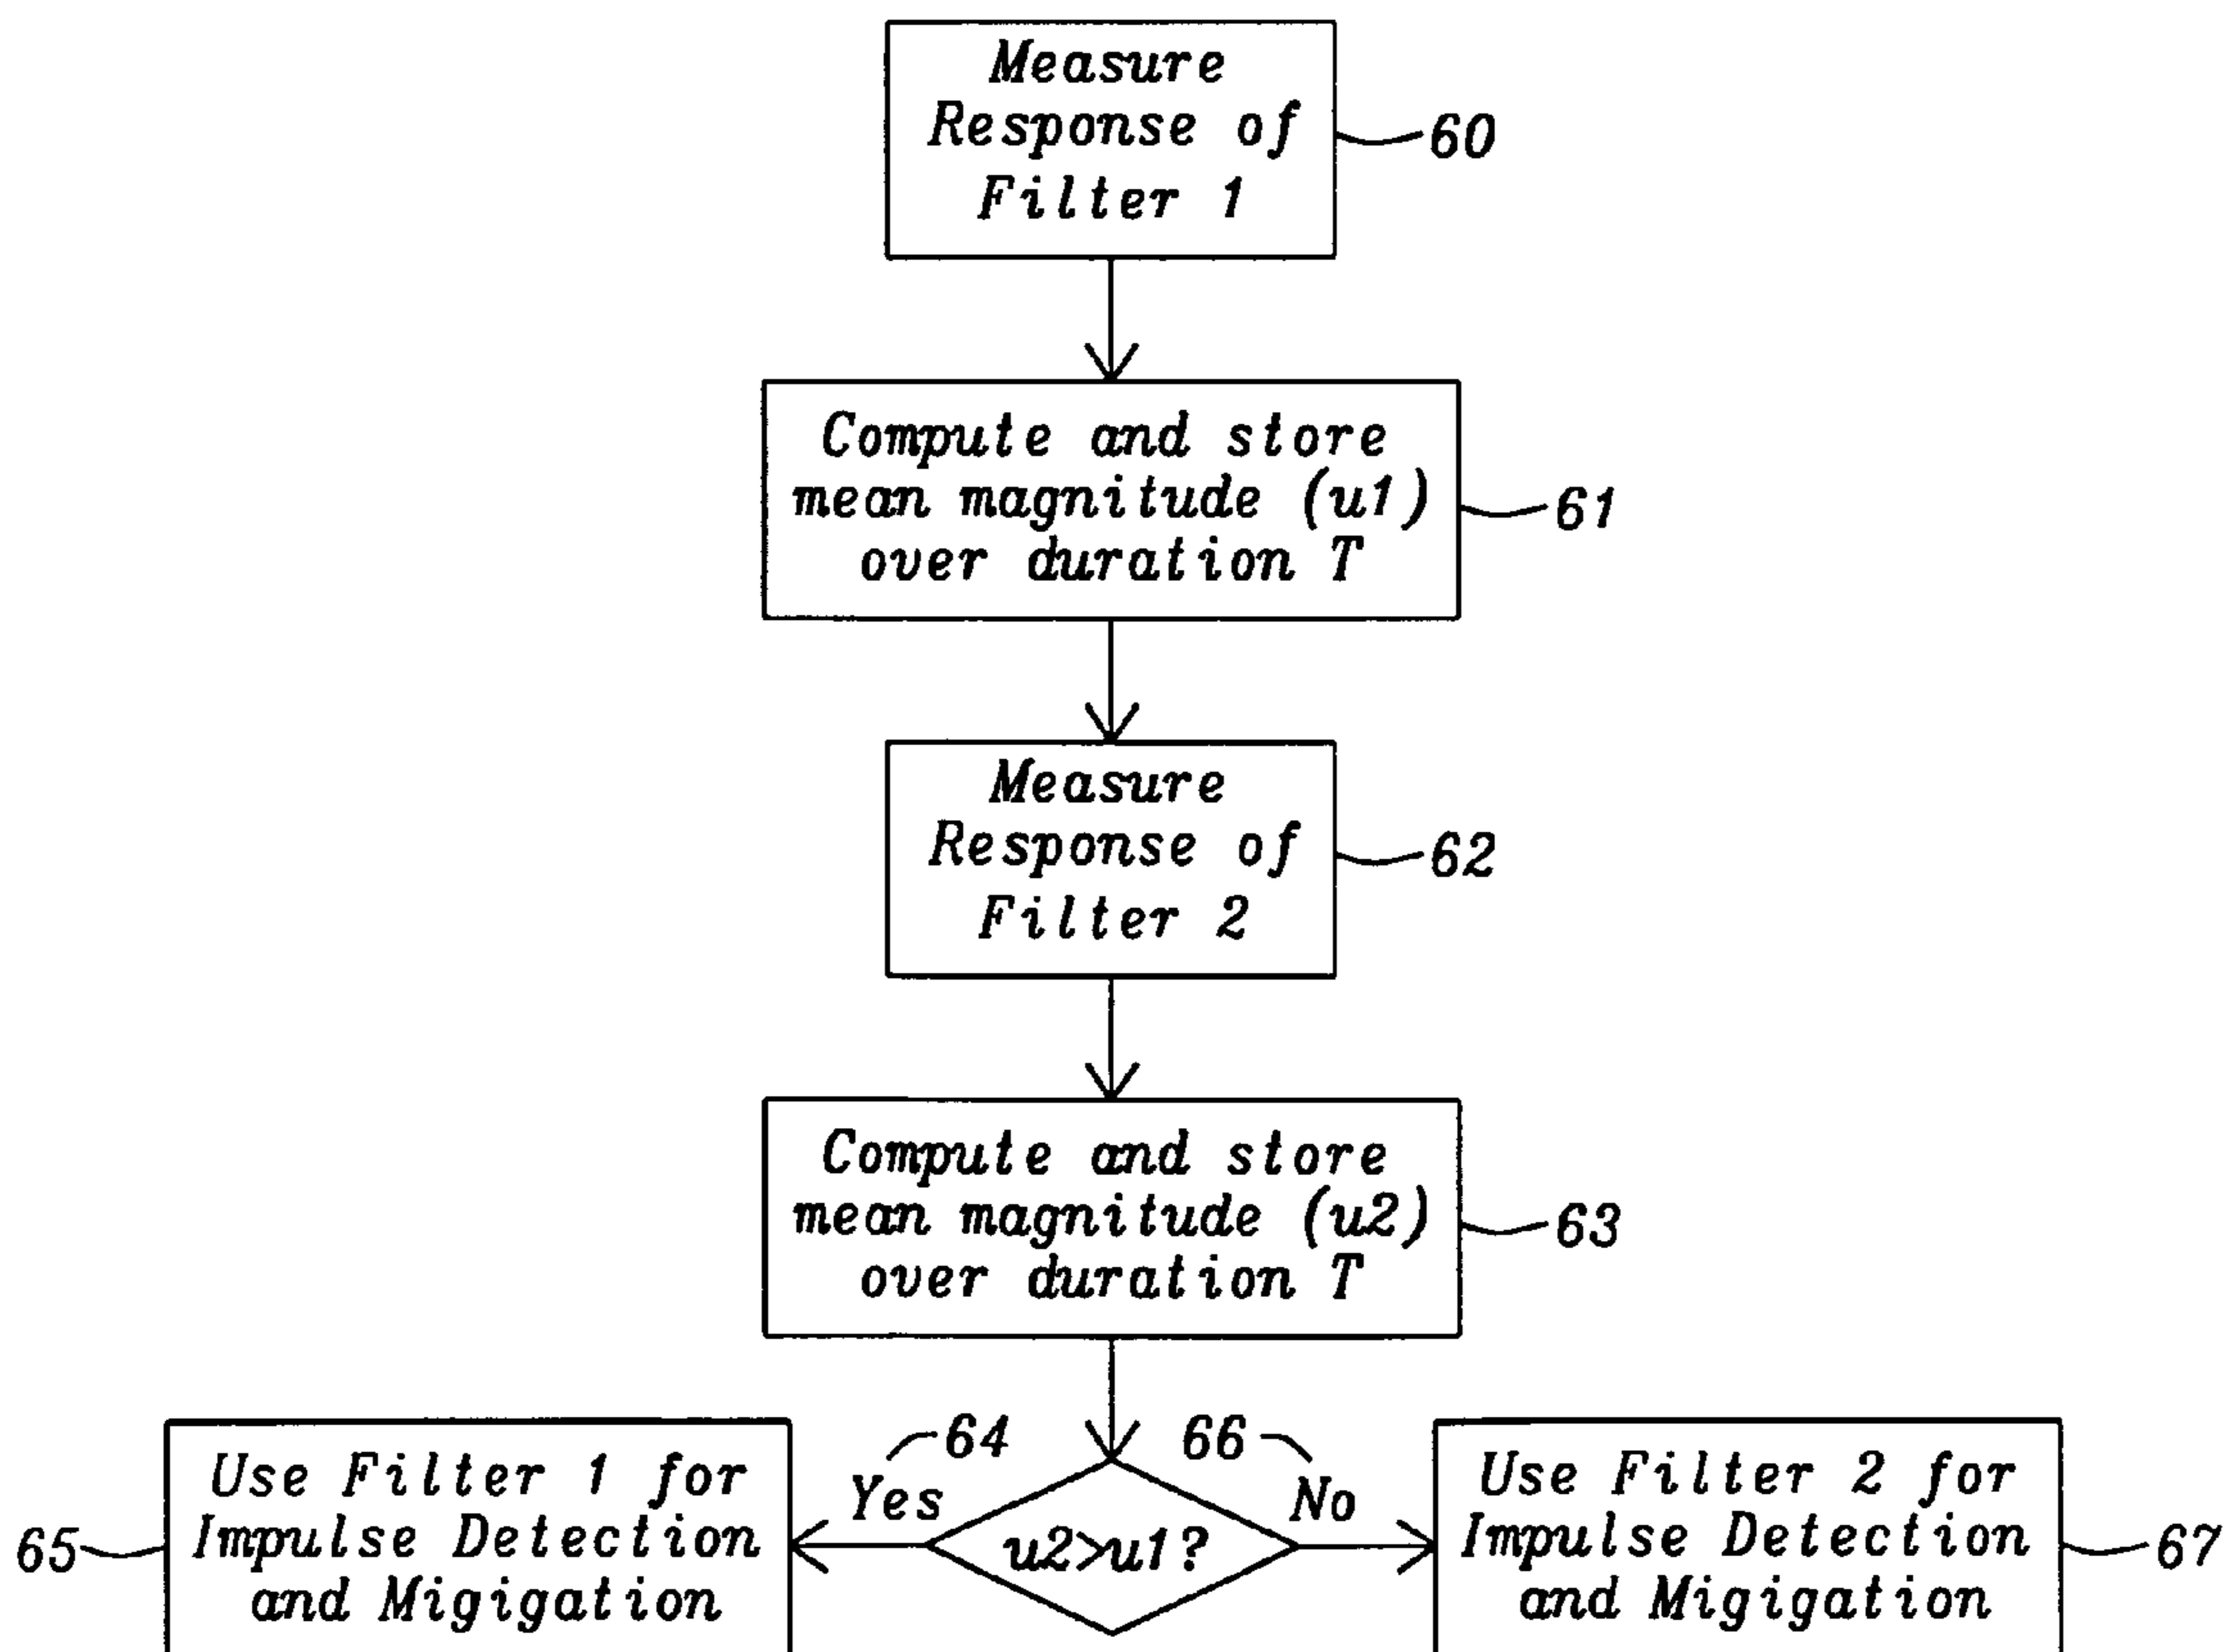 Measure
Response of
Filter 1
60
Compute and store
mean magnitude (u1)
over duration T
61
Measure
Response of
Filter 2
62
Compute and store
mean magnitude (u2)
over duration T
63
64
66
Yes
No
u2>u1?
Use Filter 1 for
Impulse Detection
and Migigation
65
Use Filter 2 for
Impulse Detection
and Migigation
67